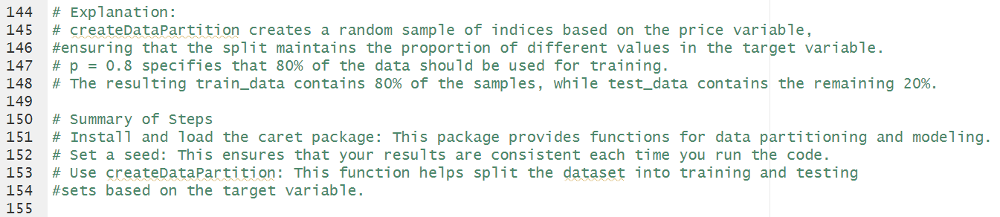 144 # Explanation:
145 # createDataPartition creates a random sample of indices based on the price variable,
146 #ensuring that the split maintains the proportion of different values in the target variable.
147 # p = 0.8 specifies that 80% of the data should be used for training.
148 # The resulting train_data contains 80% of the samples, while test_data contains the remaining 20%.
149
150 # Summary of Steps
151 # Install and load the caret package: This package provides functions for data partitioning and modeling.
152 # Set a seed: This ensures that your results are consistent each time you run the code.
153 # Use createDataPartition: This function helps split the dataset into training and testing
154 #sets based on the target variable.
155